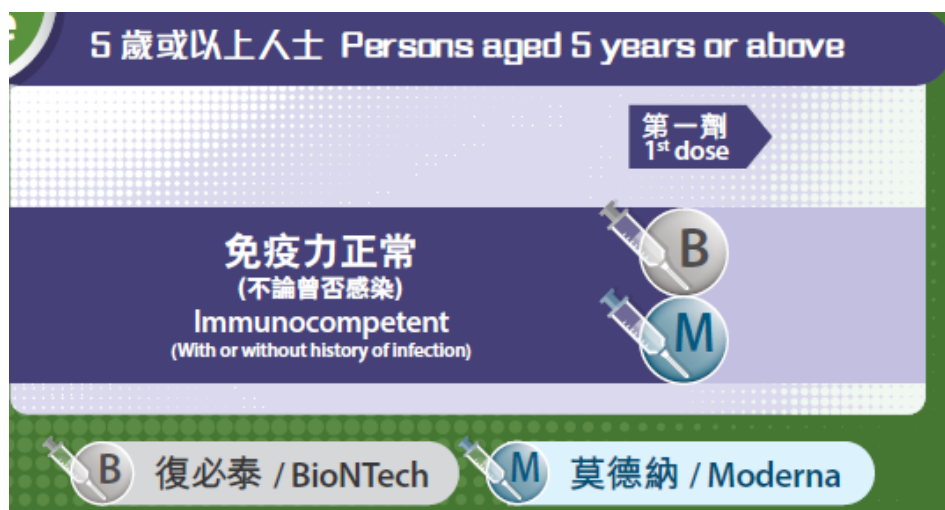 e
5 歲或以上人士 Persons aged 5 years or above
第一劑
1st dose
免疫力正常
(不論曾否感染)
Immunocompetent
(With or without history of infection)
B
M
B 復必泰 / BioNTech
M 莫德納 / Moderna